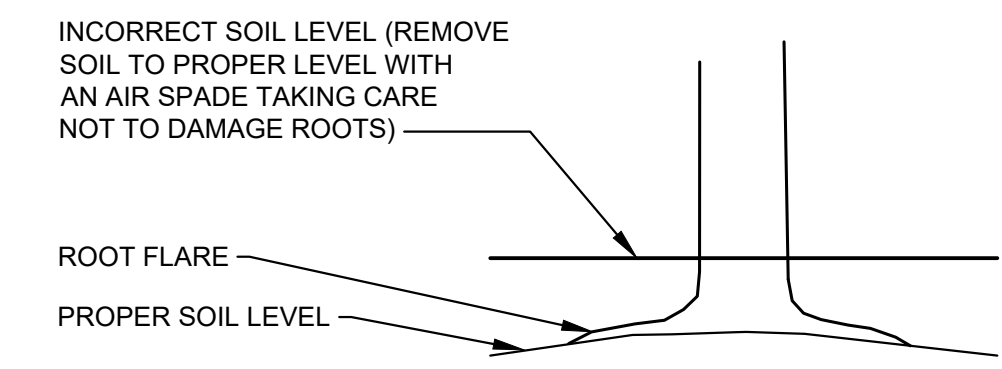 INCORRECT SOIL LEVEL (REMOVE
SOIL TO PROPER LEVEL WITH
AN AIR SPADE TAKING CARE
NOT TO DAMAGE ROOTS)
ROOT FLARE
PROPER SOIL LEVEL